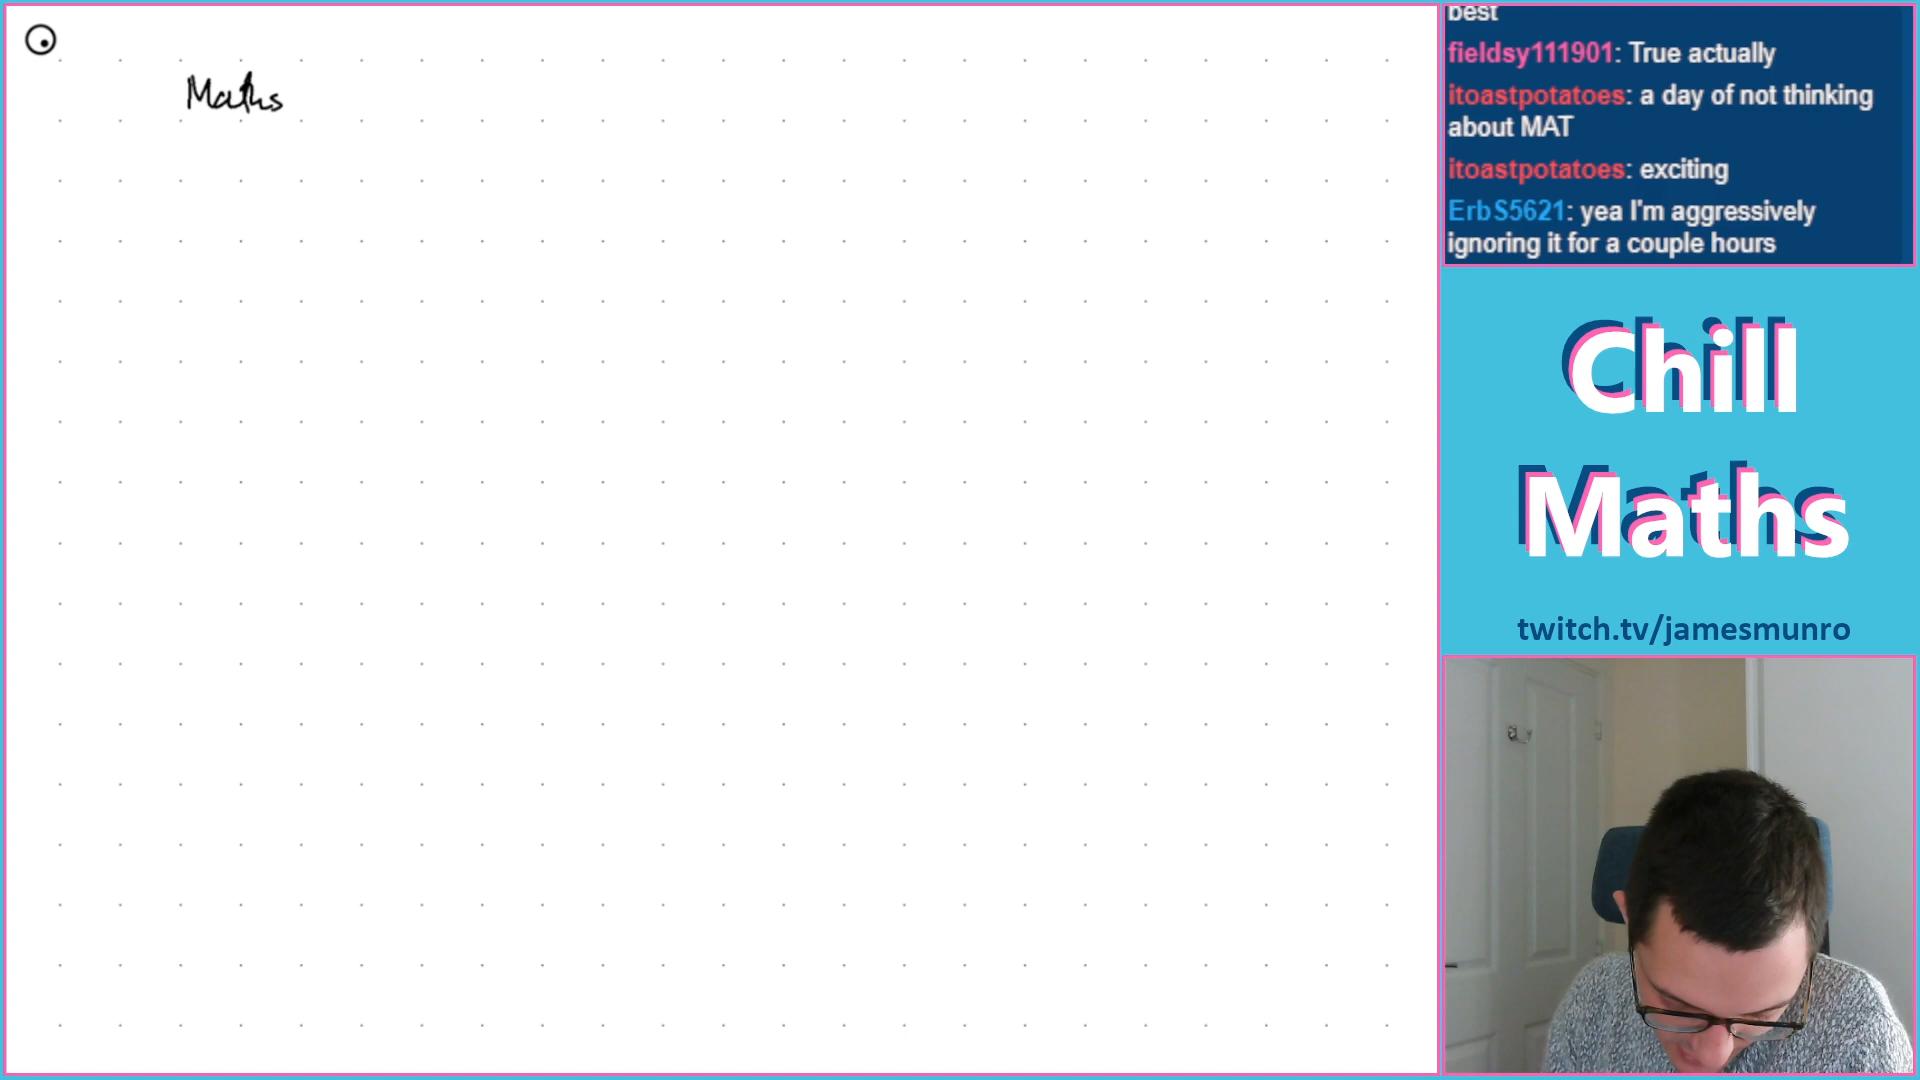 Maths
best
fieldsy111901: True actually
itoastpotatoes: a day of not thinking
about MAT
itoastpotatoes: exciting
ErbS5621: yea I'm aggressively
ignoring it for a couple hours
Chill
Maths
twitch.tv/jamesmunro